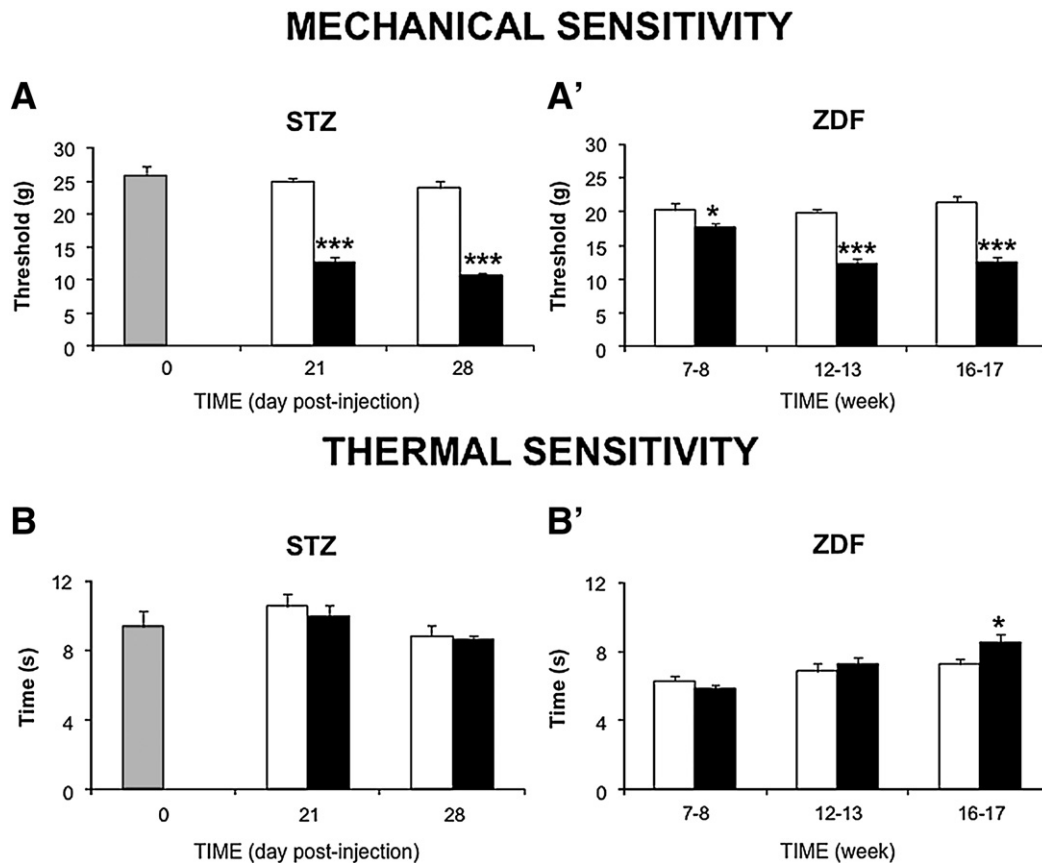 MECHANICAL SENSITIVITY
A
STZ
30
25
20
15
10
5
0
Threshold (g)
***
***
0 21 28
TIME (day post-injection)
A'
ZDF
30
25
20
15
10
5
0
Threshold (g)
*
***
***
7-8 12-13 16-17
TIME (week)
THERMAL SENSITIVITY
B
STZ
12
8
4
0
Time (s)
0 21 28
TIME (day post-injection)
B'
ZDF
12
8
4
0
Time (s)
*
7-8 12-13 16-17
TIME (week)